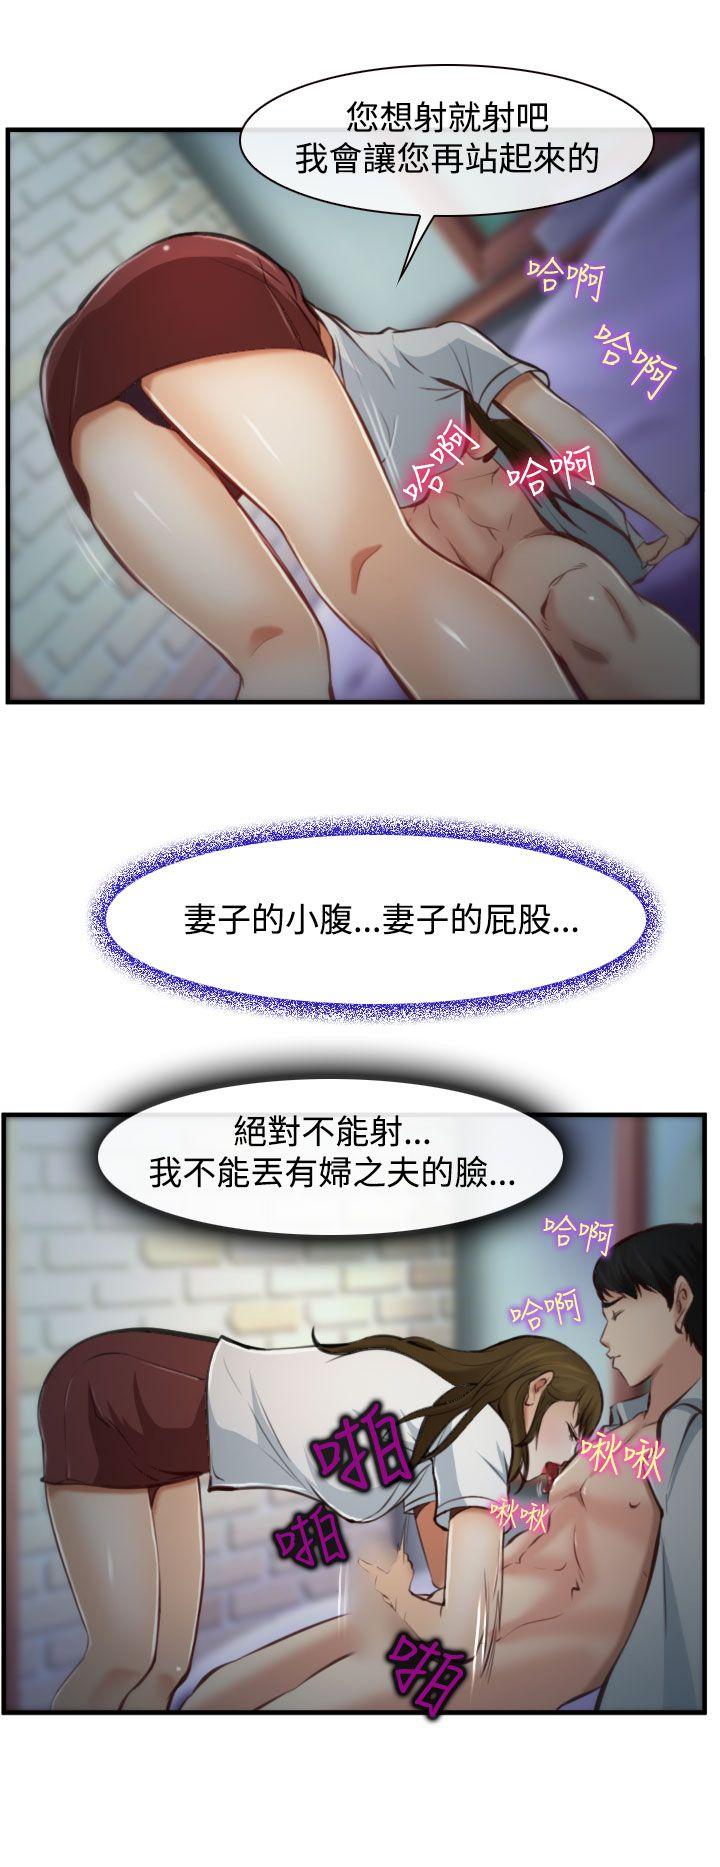 您想射就射吧
我會讓您再站起來的
哈啊
哈啊
哈啊
哈啊
妻子的小腹...妻子的屁股...
絕對不能射...
我不能丟有婦之夫的臉...
哈啊
哈啊
啪
啾啾
啾啾
啪
啪